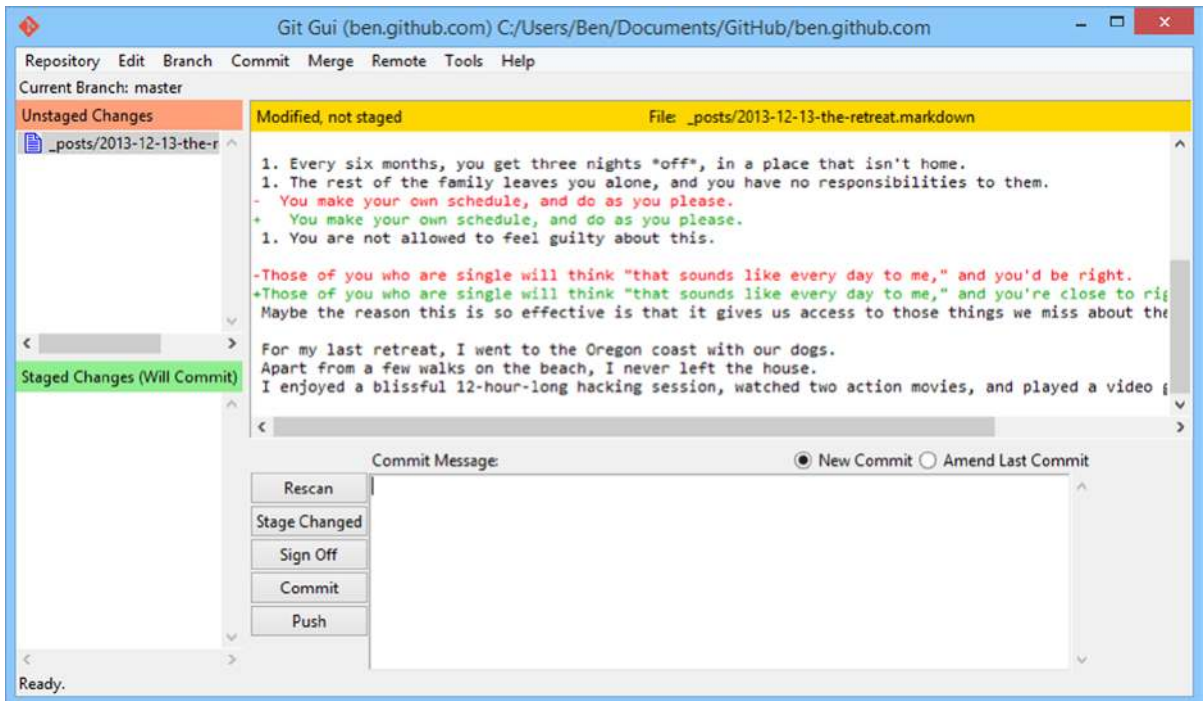 Git Gui (ben.github.com) C:/Users/Ben/Documents/GitHub/ben.github.com
Repository Edit Branch Commit Merge Remote Tools Help
Current Branch: master
Unstaged Changes
_posts/2013-12-13-the-r
Staged Changes (Will Commit)
Modified, not staged File: _posts/2013-12-13-the-retreat.markdown
1. Every six months, you get three nights *off*, in a place that isn't home.
1. The rest of the family leaves you alone, and you have no responsibilities to them.
-  You make your own schedule, and do as you please.
+   You make your own schedule, and do as you please.
1. You are not allowed to feel guilty about this.
-Those of you who are single will think "that sounds like every day to me," and you'd be right.
+Those of you who are single will think "that sounds like every day to me," and you're close to rig
Maybe the reason this is so effective is that it gives us access to those things we miss about the
For my last retreat, I went to the Oregon coast with our dogs.
Apart from a few walks on the beach, I never left the house.
I enjoyed a blissful 12-hour-long hacking session, watched two action movies, and played a video g
Commit Message: New Commit Amend Last Commit
Rescan
Stage Changed
Sign Off
Commit
Push
Ready.